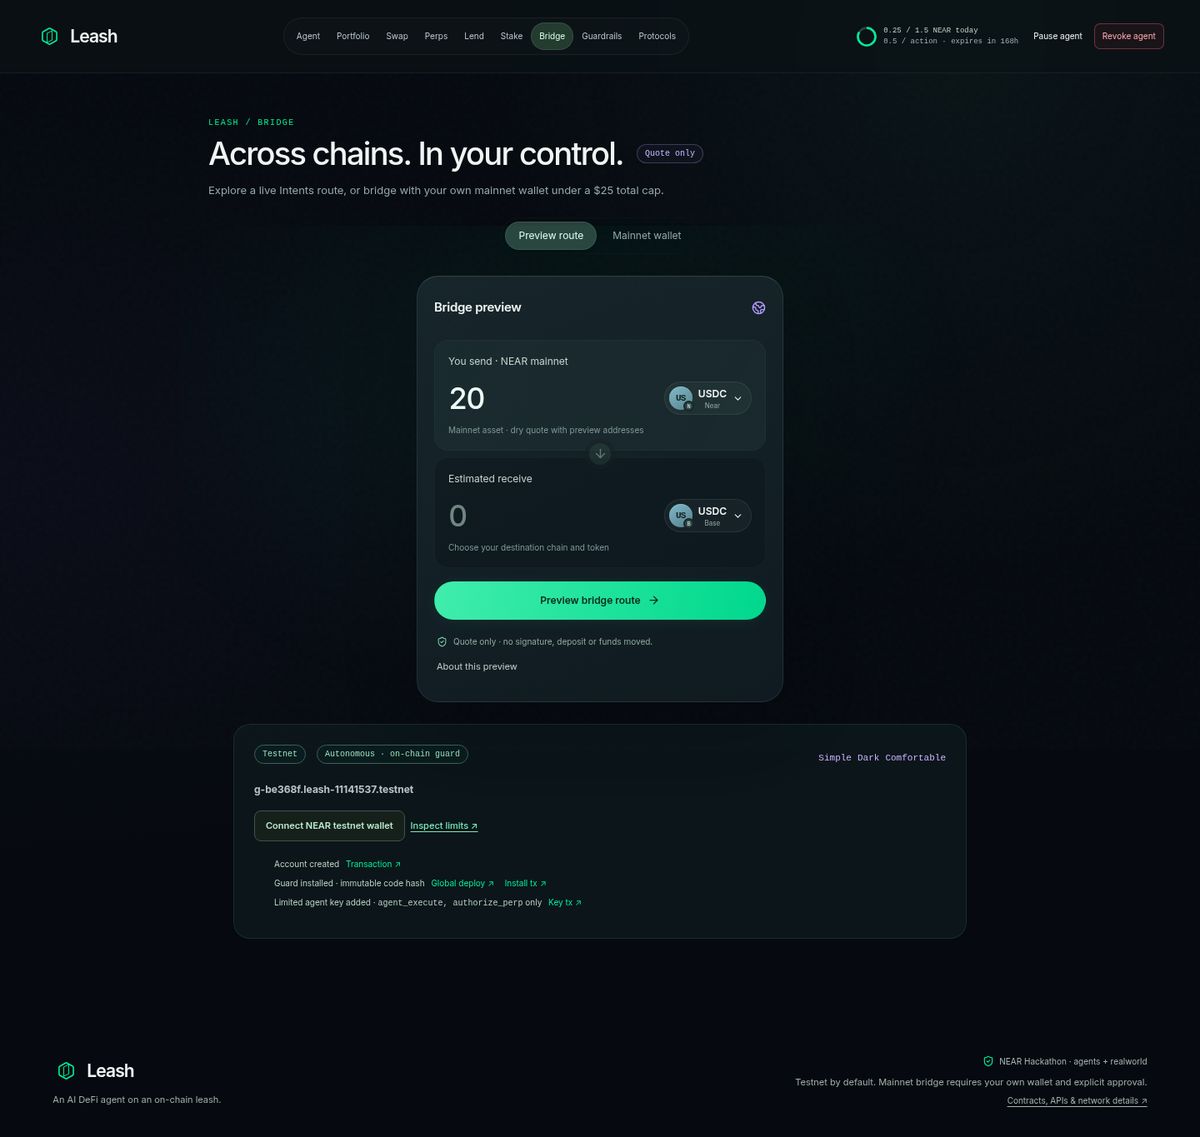 Leash
Agent Portfolio Swap Perps Lend Stake Bridge Guardrails Protocols
0.25 / 1.5 NEAR today
0.5 / action · expires in 168h
Pause agent
Revoke agent
LEASH / BRIDGE
Across chains. In your control.
Quote only
Explore a live Intents route, or bridge with your own mainnet wallet under a $25 total cap.
Preview route Mainnet wallet
Bridge preview
You send · NEAR mainnet
20
US
N
USDC
Near
Mainnet asset · dry quote with preview addresses
Estimated receive
0
US
B
USDC
Base
Choose your destination chain and token
Preview bridge route
Quote only · no signature, deposit or funds moved.
About this preview
Testnet Autonomous · on-chain guard
Simple Dark Comfortable
g-be368f.leash-11141537.testnet
Connect NEAR testnet wallet Inspect limits ↗
Account created Transaction ↗
Guard installed · immutable code hash Global deploy ↗ Install tx ↗
Limited agent key added · agent_execute, authorize_perp only Key tx ↗
Leash
An AI DeFi agent on an on-chain leash.
NEAR Hackathon · agents + realworld
Testnet by default. Mainnet bridge requires your own wallet and explicit approval.
Contracts, APIs & network details ↗